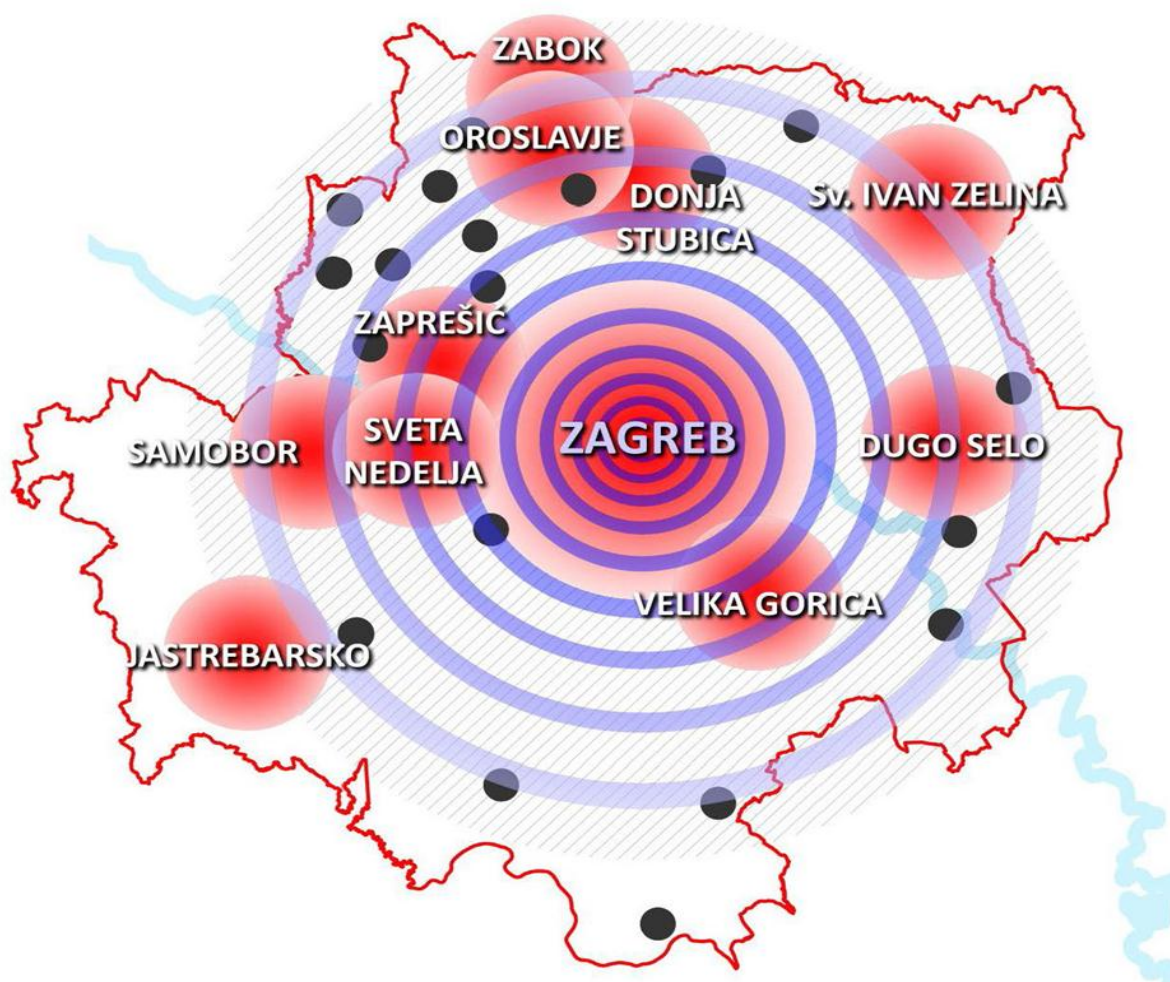 ZABOK
OROSLAVJE
DONJA
STUBICA
Sv. IVAN ZELINA
ZAPREŠIĆ
SAMOBOR
SVETA
NEDELJA
ZAGREB
DUGO SELO
VELIKA GORICA
JASTREBARSKO